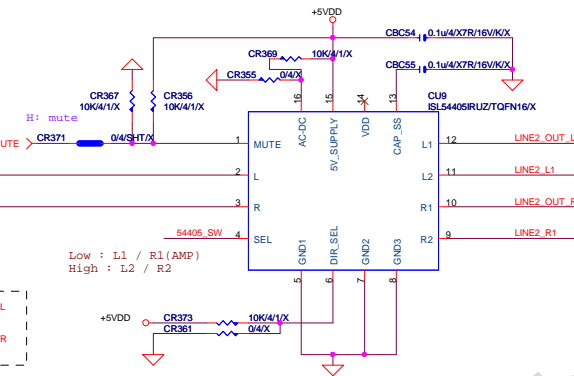 +5VDD
CBC54 0.1u/4/X7R/16V/K/X
CR369 10K/4/1/X
CBC55 0.1u/4/X7R/16V/K/X
CR355 0/4/X
CR367 CR356
10K/4/1/X 10K/4/1/X
CU9
ISL54405IRUZ/TQFN16/X
16 15 14 13
H: mute
UTE CR371 0/4/SHT/X
1 MUTE
2 L
3 R
4 SEL
54405_SW
AC-DC
5V_SUPPLY
VDD
CAP_SS
L1 12 LINE2_OUT_L
L2 11 LINE2_L1
R1 10 LINE2_OUT_R
R2 9 LINE2_R1
GND1
DIR_SEL
GND2
GND3
5 6 7 8
Low : L1 / R1(AMP)
High : L2 / R2
L
R
+5VDD
CR373 10K/4/1/X
CR361 0/4/X